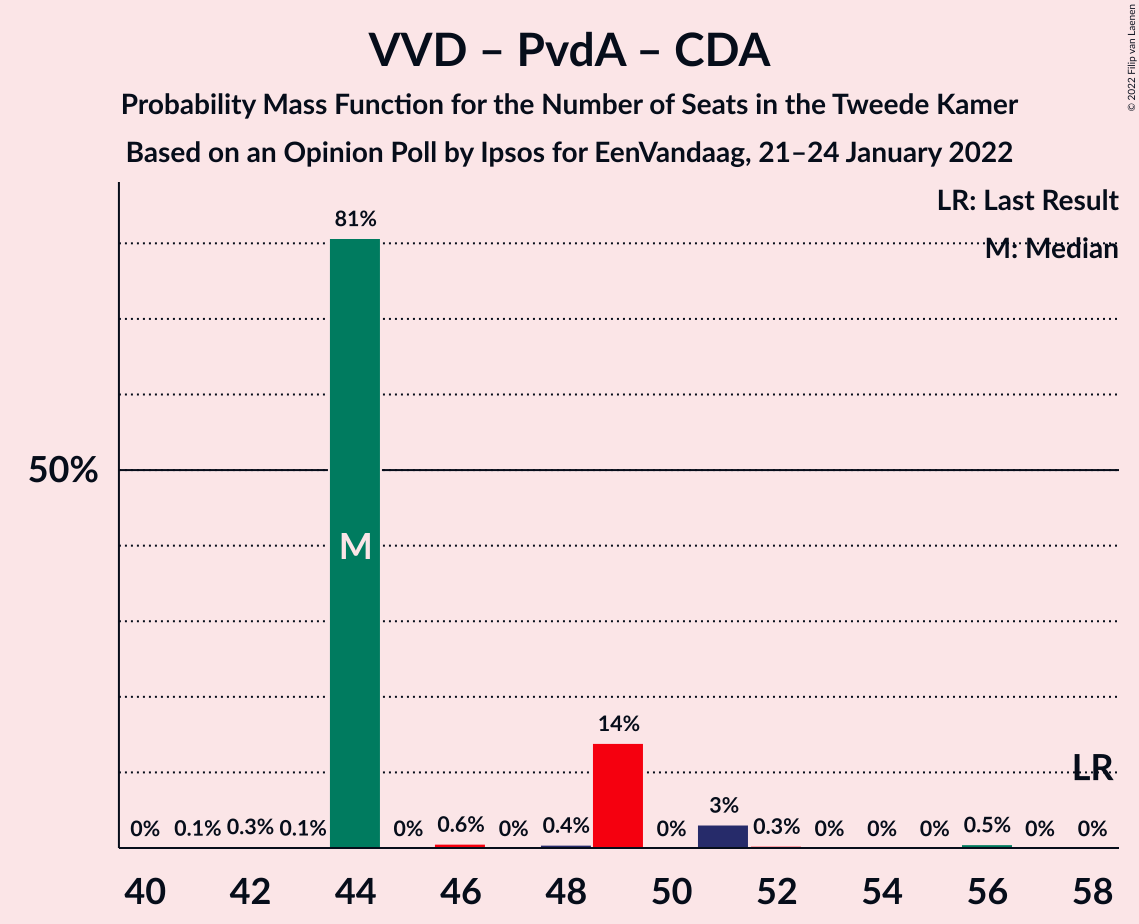 VVD – PvdA – CDA
Probability Mass Function for the Number of Seats in the Tweede Kamer
Based on an Opinion Poll by Ipsos for EenVandaag, 21–24 January 2022
© 2022 Filip van Laenen
LR: Last Result
M: Median
50%
81%
M
14%
LR
0% 0.1% 0.3% 0.1% 0% 0.6% 0% 0.4% 0% 3% 0.3% 0% 0% 0% 0.5% 0% 0%
40 42 44 46 48 50 52 54 56 58